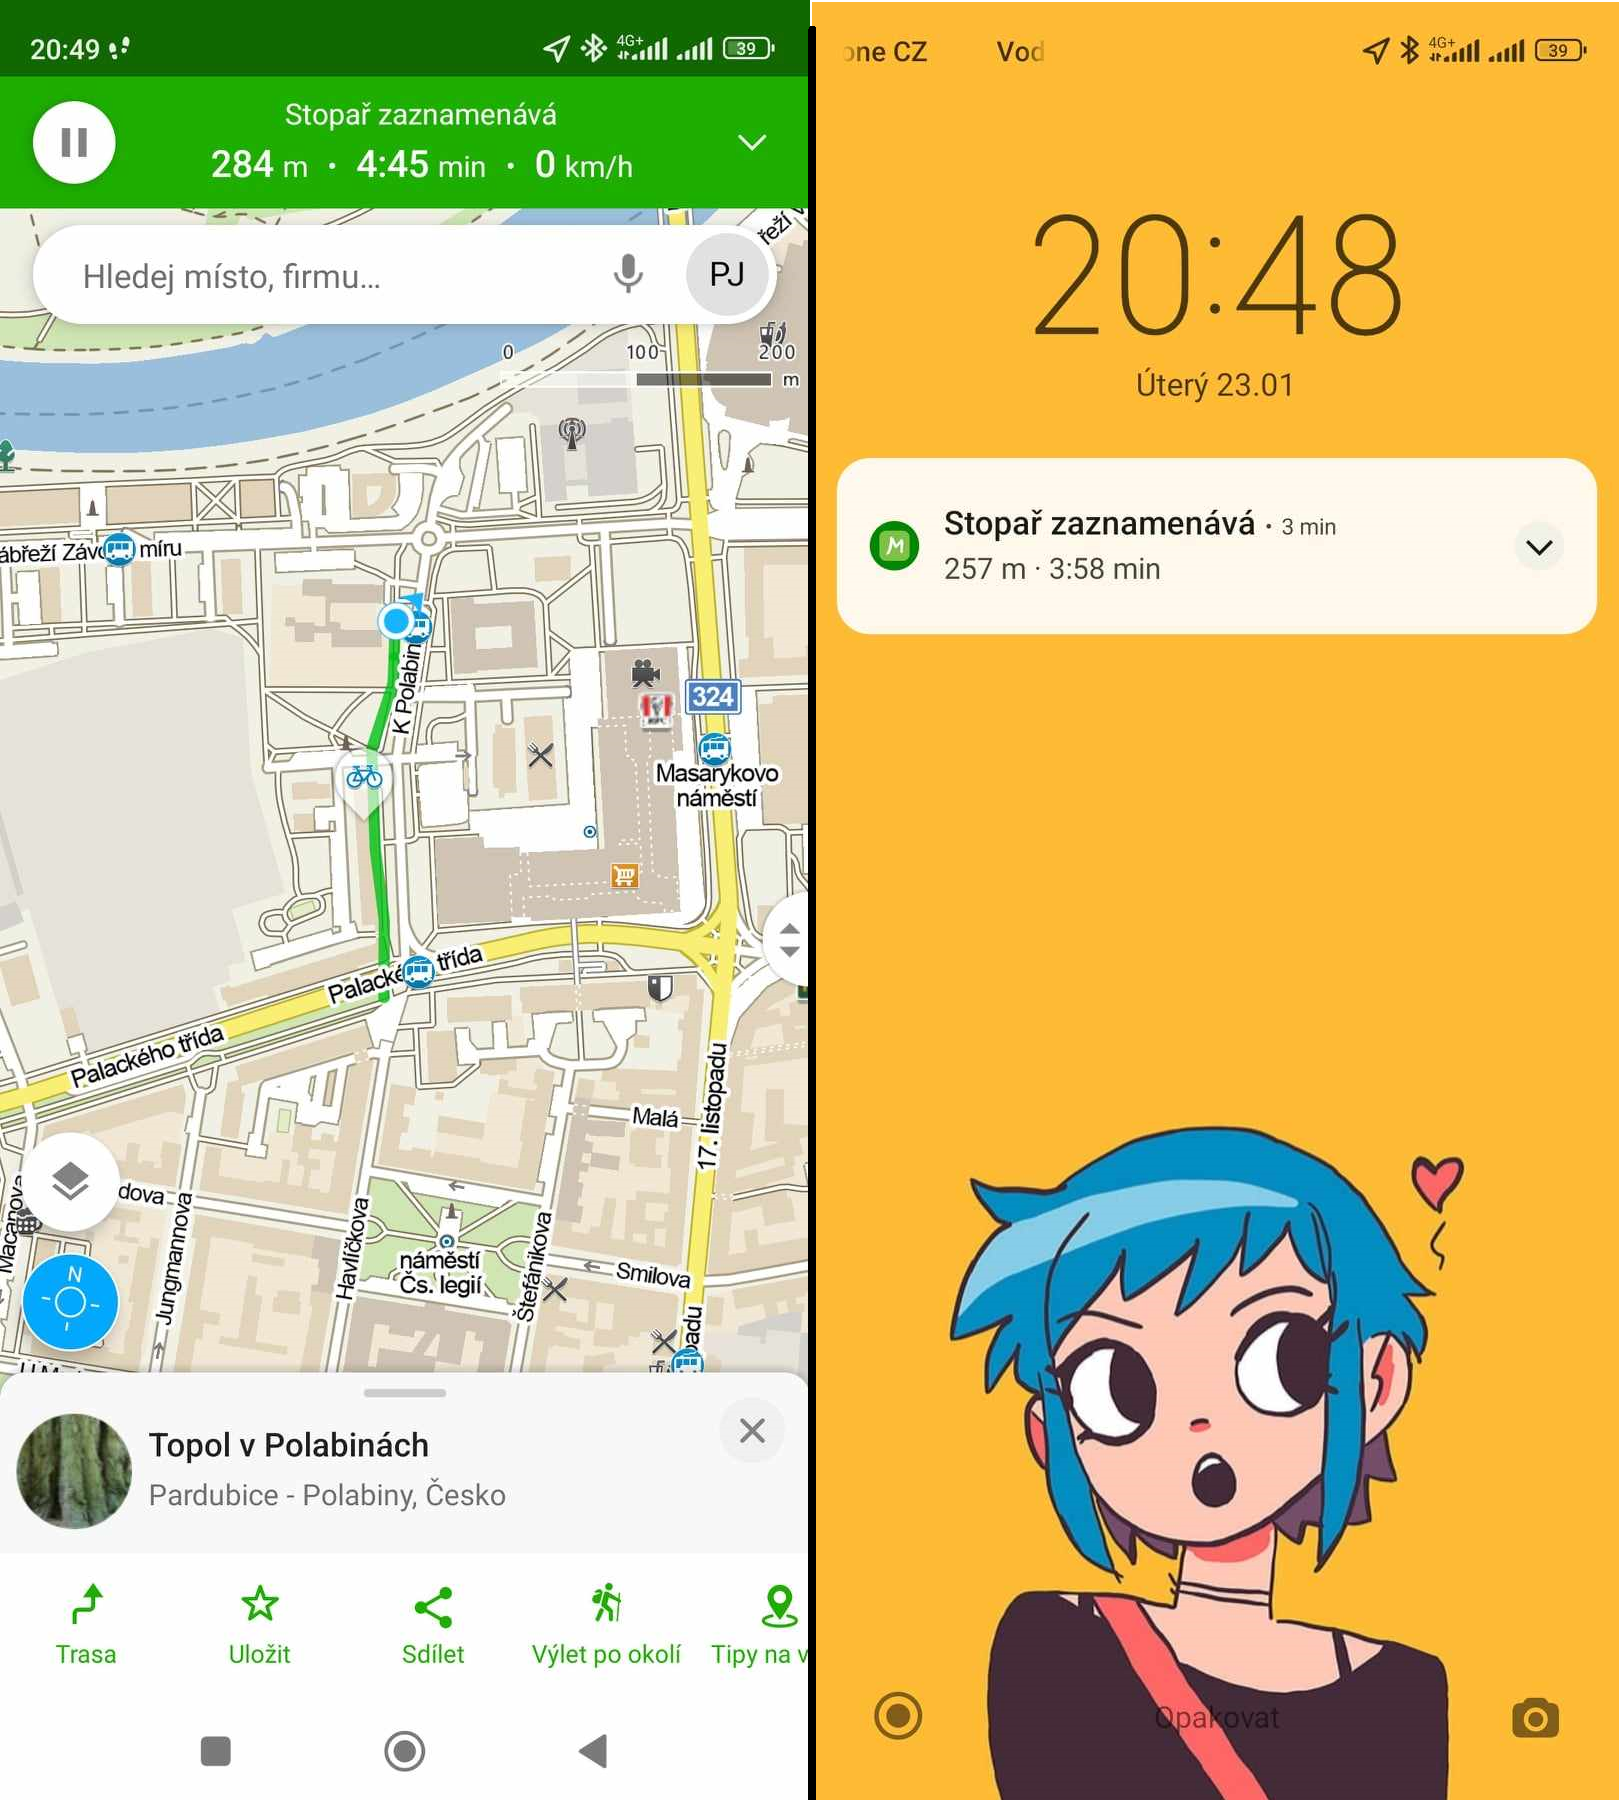 20:49
4G+
39
Stopař zaznamenává
284 m · 4:45 min · 0 km/h
Hledej místo, firmu...
PJ
řeží v
0 100 200
m
ábřeží Závo míru
K Polabin
324
KFC
Masarykovo
náměstí
Palacké třída
Palackého třída
17. listopadu
Malá
dova
Macanova
Jungmannova
Havlíčkova
Štefánikova
náměstí
Čs. legií
Smilova
padu
N
Topol v Polabinách
Pardubice - Polabiny, Česko
Trasa
Uložit
Sdílet
Výlet po okolí
Tipy na v
one CZ Vod
4G+
39
20:48
Úterý 23.01
Stopař zaznamenává · 3 min
257 m · 3:58 min
Opakovat